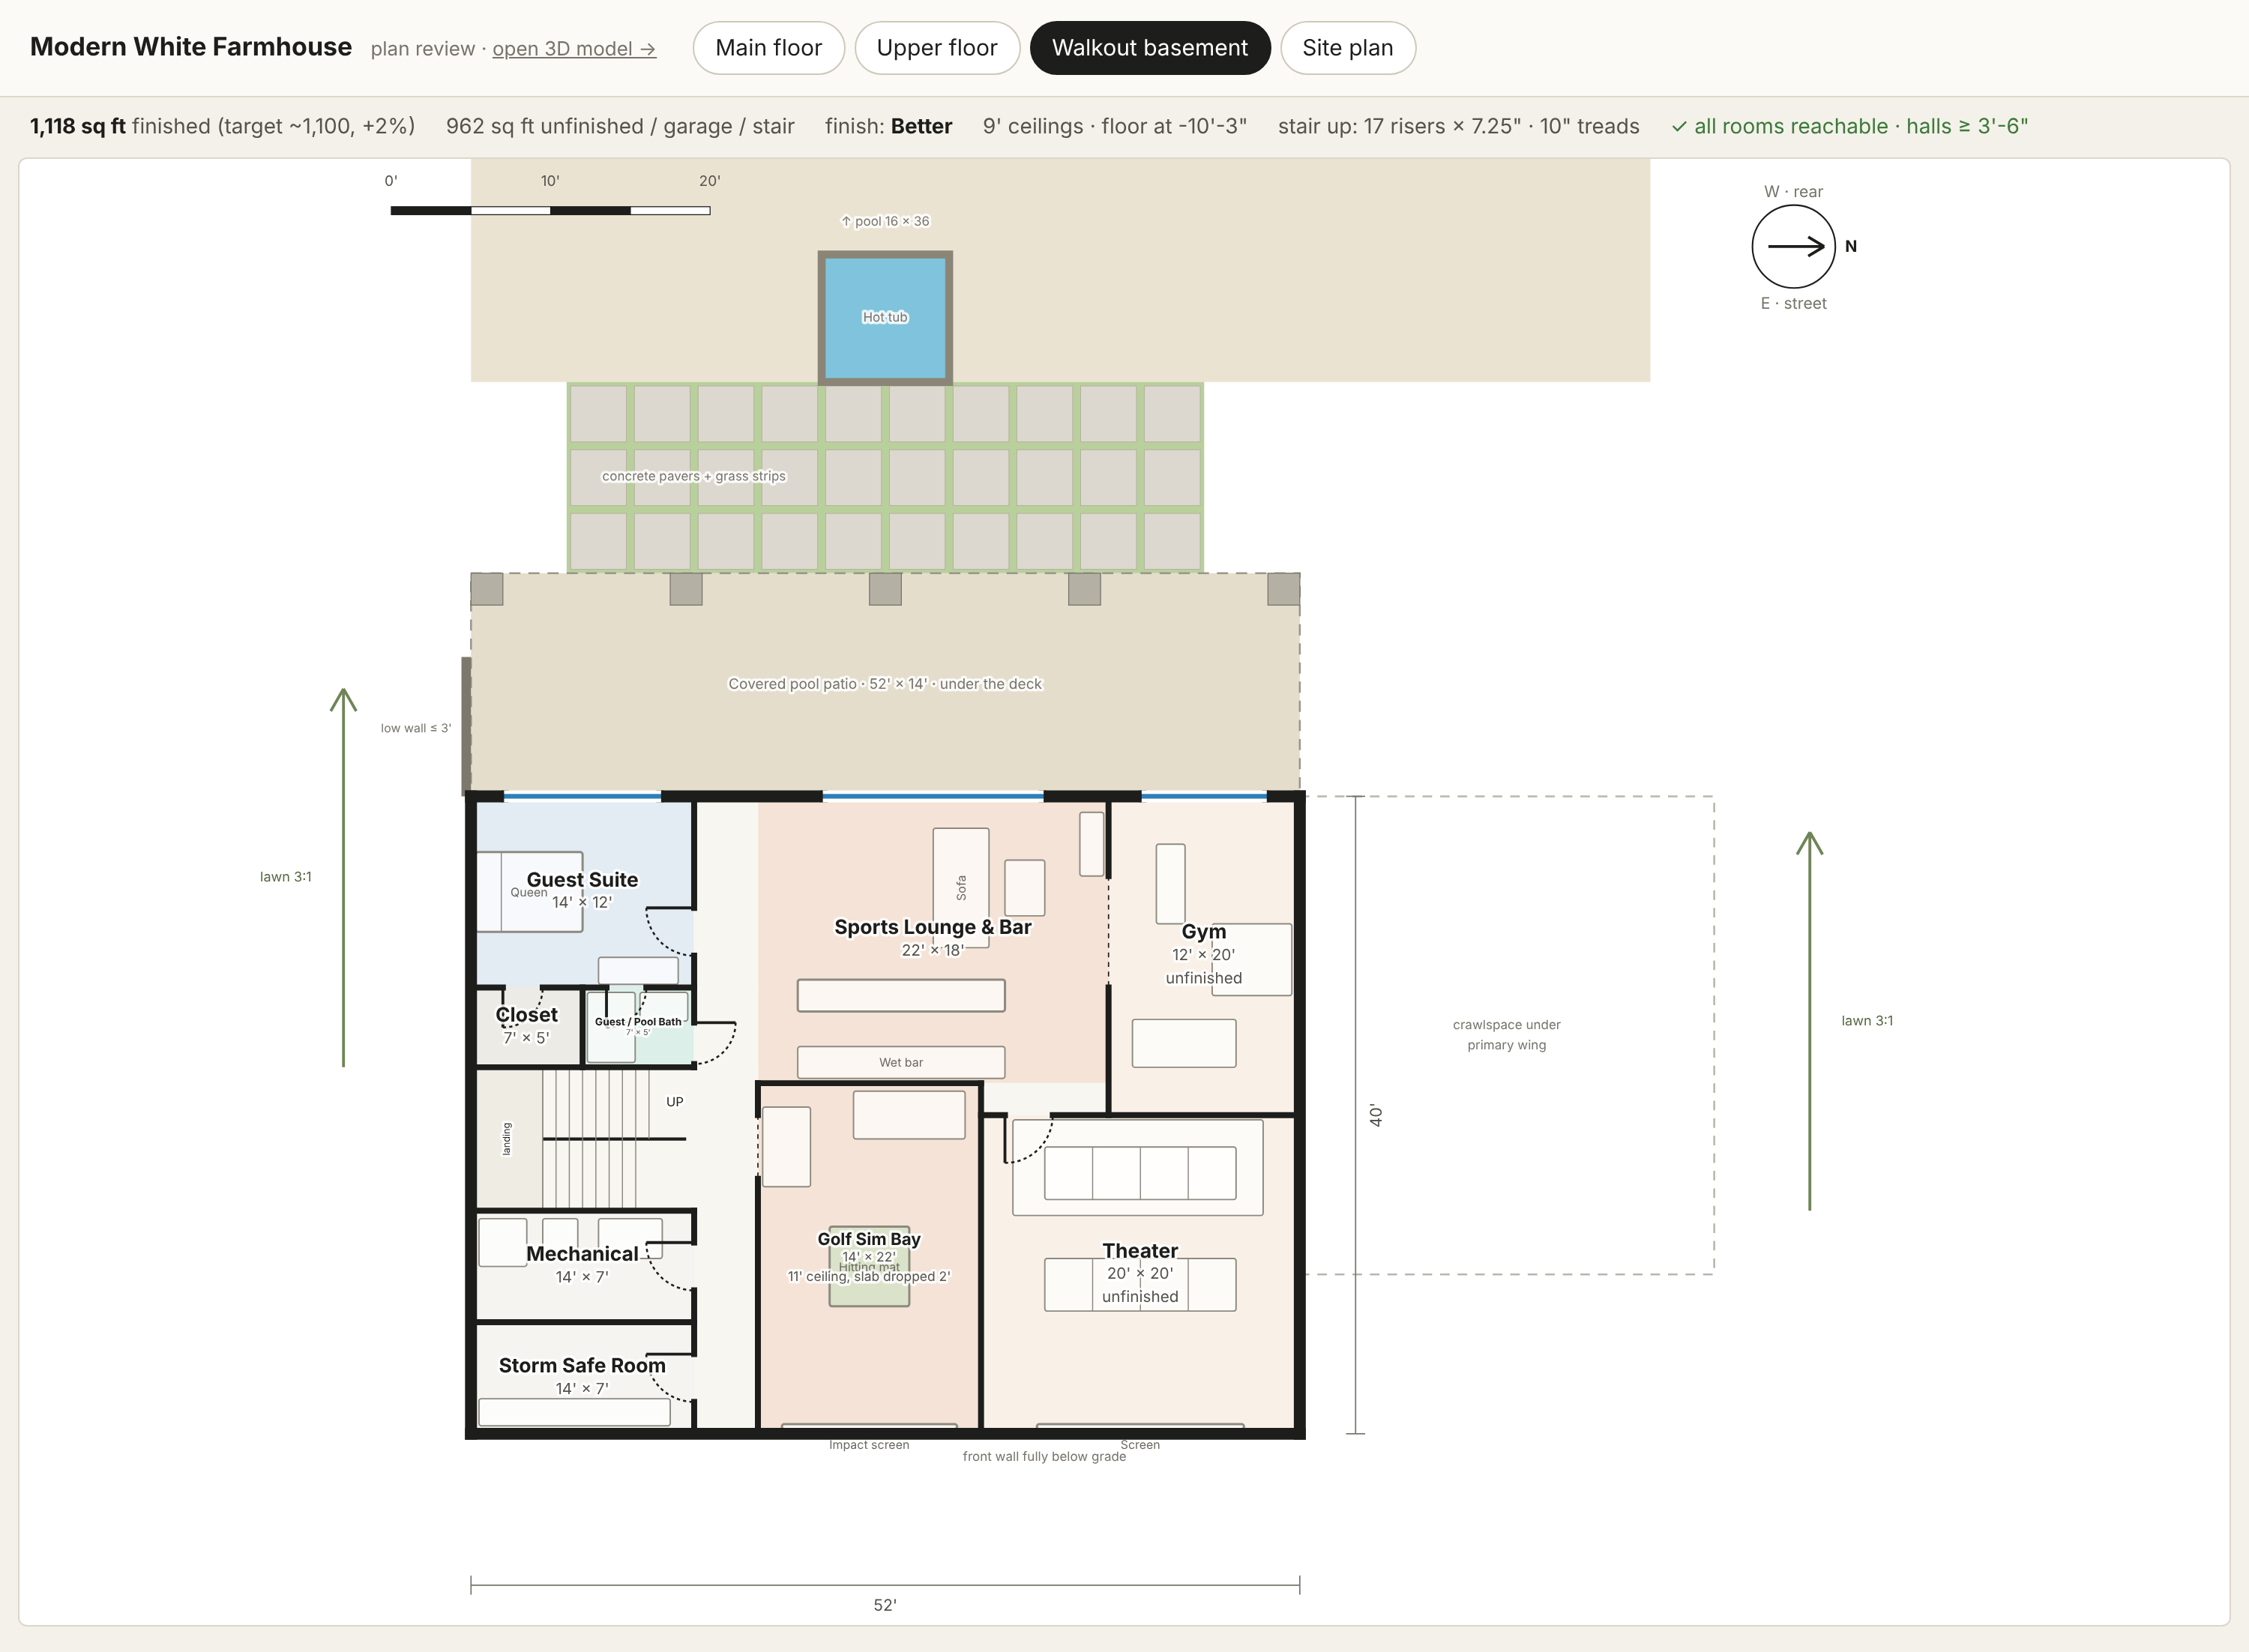 Modern White Farmhouse plan review · open 3D model → Main floor Upper floor Walkout basement Site plan
1,118 sq ft finished (target ~1,100, +2%) 962 sq ft unfinished / garage / stair finish: Better 9' ceilings · floor at -10'-3" stair up: 17 risers × 7.25" · 10" treads ✓ all rooms reachable · halls ≥ 3'-6"
0' 10' 20'
W · rear
N
E · street
↑ pool 16 × 36
Hot tub
concrete pavers + grass strips
Covered pool patio · 52' × 14' · under the deck
low wall ≤ 3'
lawn 3:1
Guest Suite
Queen
14' × 12'
Sofa
Sports Lounge & Bar
22' × 18'
Gym
12' × 20'
unfinished
Closet
7' × 5'
Guest / Pool Bath
7' × 5'
Wet bar
crawlspace under
primary wing
lawn 3:1
UP
landing
40'
Mechanical
14' × 7'
Golf Sim Bay
14' × 22'
Hitting mat
11' ceiling, slab dropped 2'
Theater
20' × 20'
unfinished
Storm Safe Room
14' × 7'
Impact screen
Screen
front wall fully below grade
52'